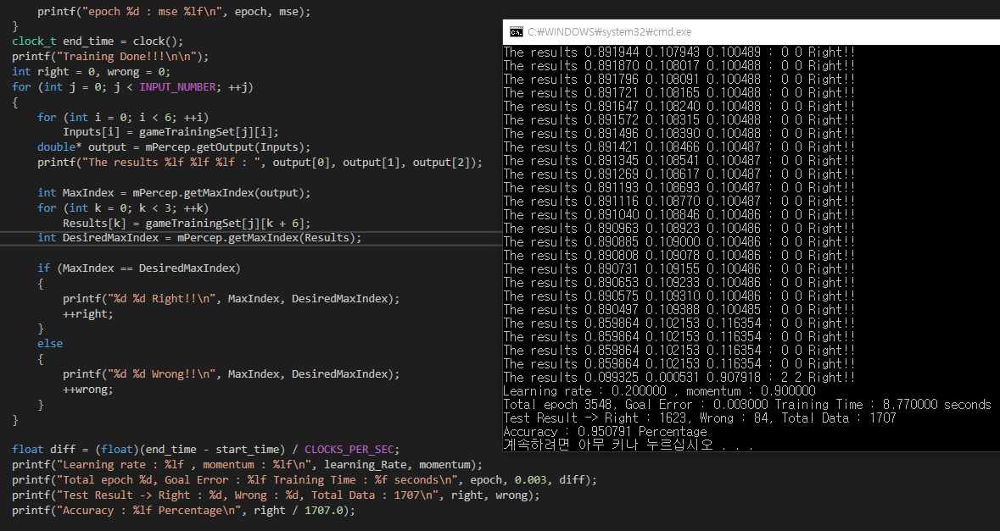 printf("epoch %d : mse %lf\n", epoch, mse);
}
clock_t end_time = clock();
printf("Training Done!!!\n\n");
int right = 0, wrong = 0;
for (int j = 0; j < INPUT_NUMBER; ++j)
{
for (int i = 0; i < 6; ++i)
Inputs[i] = gameTrainingSet[j][i];
double* output = mPercep.getOutput(Inputs);
printf("The results %lf %lf %lf : ", output[0], output[1], output[2]);
int MaxIndex = mPercep.getMaxIndex(output);
for (int k = 0; k < 3; ++k)
Results[k] = gameTrainingSet[j][k + 6];
int DesiredMaxIndex = mPercep.getMaxIndex(Results);
if (MaxIndex == DesiredMaxIndex)
{
printf("%d %d Right!!\n", MaxIndex, DesiredMaxIndex);
++right;
}
else
{
printf("%d %d Wrong!!\n", MaxIndex, DesiredMaxIndex);
++wrong;
}
}
float diff = (float)(end_time - start_time) / CLOCKS_PER_SEC;
printf("Learning rate : %lf , momentum : %lf\n", learning_Rate, momentum);
printf("Total epoch %d, Goal Error : %lf Training Time : %f seconds\n", epoch, 0.003, diff);
printf("Test Result -> Right : %d, Wrong : %d, Total Data : 1707\n", right, wrong);
printf("Accuracy : %lf Percentage\n", right / 1707.0);
C:\. C:₩WINDOWS₩system32₩cmd.exe
The results 0.891944 0.107943 0.100489 : 0 0 Right!!
The results 0.891870 0.108017 0.100488 : 0 0 Right!!
The results 0.891796 0.108091 0.100488 : 0 0 Right!!
The results 0.891721 0.108165 0.100488 : 0 0 Right!!
The results 0.891647 0.108240 0.100488 : 0 0 Right!!
The results 0.891572 0.108315 0.100488 : 0 0 Right!!
The results 0.891496 0.108390 0.100488 : 0 0 Right!!
The results 0.891421 0.108466 0.100487 : 0 0 Right!!
The results 0.891345 0.108541 0.100487 : 0 0 Right!!
The results 0.891269 0.108617 0.100487 : 0 0 Right!!
The results 0.891193 0.108693 0.100487 : 0 0 Right!!
The results 0.891116 0.108770 0.100487 : 0 0 Right!!
The results 0.891040 0.108846 0.100486 : 0 0 Right!!
The results 0.890963 0.108923 0.100486 : 0 0 Right!!
The results 0.890885 0.109000 0.100486 : 0 0 Right!!
The results 0.890808 0.109078 0.100486 : 0 0 Right!!
The results 0.890731 0.109155 0.100486 : 0 0 Right!!
The results 0.890653 0.109233 0.100486 : 0 0 Right!!
The results 0.890575 0.109310 0.100486 : 0 0 Right!!
The results 0.890497 0.109388 0.100485 : 0 0 Right!!
The results 0.859864 0.102153 0.116354 : 0 0 Right!!
The results 0.859864 0.102153 0.116354 : 0 0 Right!!
The results 0.859864 0.102153 0.116354 : 0 0 Right!!
The results 0.859864 0.102153 0.116354 : 0 0 Right!!
The results 0.099325 0.000531 0.907918 : 2 2 Right!!
Learning rate : 0.200000 , momentum : 0.900000
Total epoch 3548, Goal Error : 0.003000 Training Time : 8.770000 seconds
Test Result -> Right : 1623, Wrong : 84, Total Data : 1707
Accuracy : 0.950791 Percentage
계속하려면 아무 키나 누르십시오 . . .